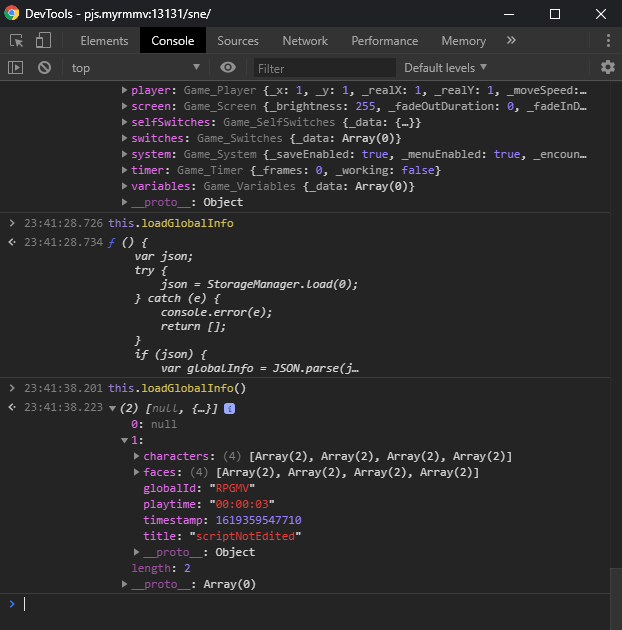 DevTools - pjs.myrmmv:13131/sne/
Elements Console Sources Network Performance Memory »
top Filter Default levels
player: Game_Player {_x: 1, _y: 1, _realX: 1, _realY: 1, _moveSpeed:…
screen: Game_Screen {_brightness: 255, _fadeOutDuration: 0, _fadeInD…
selfSwitches: Game_SelfSwitches {_data: {…}}
switches: Game_Switches {_data: Array(0)}
system: Game_System {_saveEnabled: true, _menuEnabled: true, _encoun…
timer: Game_Timer {_frames: 0, _working: false}
variables: Game_Variables {_data: Array(0)}
__proto__: Object
23:41:28.726 this.loadGlobalInfo
23:41:28.734 ƒ () {
var json;
try {
json = StorageManager.load(0);
} catch (e) {
console.error(e);
return [];
}
if (json) {
var globalInfo = JSON.parse(j…
23:41:38.201 this.loadGlobalInfo()
23:41:38.223 (2) [null, {…}] i
0: null
1:
characters: (4) [Array(2), Array(2), Array(2), Array(2)]
faces: (4) [Array(2), Array(2), Array(2), Array(2)]
globalId: "RPGMV"
playtime: "00:00:03"
timestamp: 1619359547710
title: "scriptNotEdited"
__proto__: Object
length: 2
__proto__: Array(0)